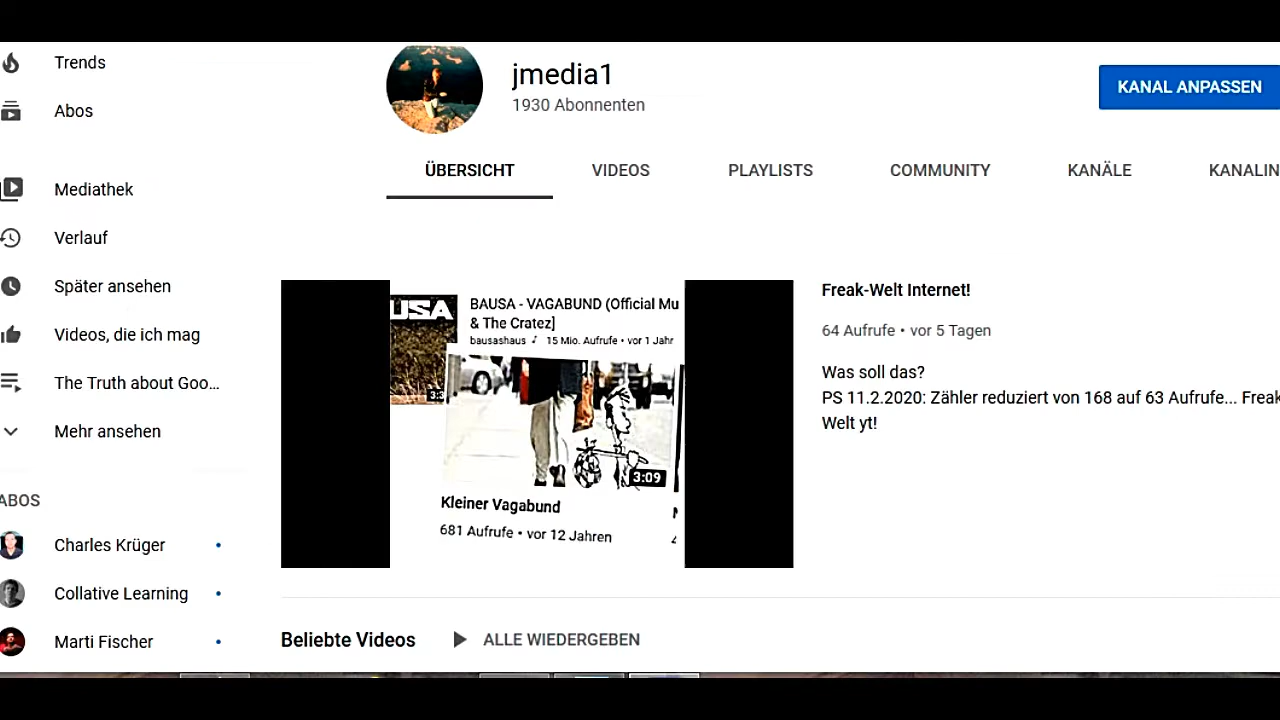 Trends
Abos
Mediathek
Verlauf
Später ansehen
Videos, die ich mag
The Truth about Goo...
Mehr ansehen
ABOS
Charles Krüger
Collative Learning
Marti Fischer
jmedia1
1930 Abonnenten
KANAL ANPASSEN
ÜBERSICHT
VIDEOS
PLAYLISTS
COMMUNITY
KANÄLE
KANALIN
USA
BAUSA - VAGABUND (Official Mu
& The Cratez]
bausashaus ♪ 15 Mio. Aufrufe • vor 1 Jahr
3:3
3:09
Kleiner Vagabund
681 Aufrufe • vor 12 Jahren
Freak-Welt Internet!
64 Aufrufe • vor 5 Tagen
Was soll das?
PS 11.2.2020: Zähler reduziert von 168 auf 63 Aufrufe... Freak
Welt yt!
Beliebte Videos
ALLE WIEDERGEBEN